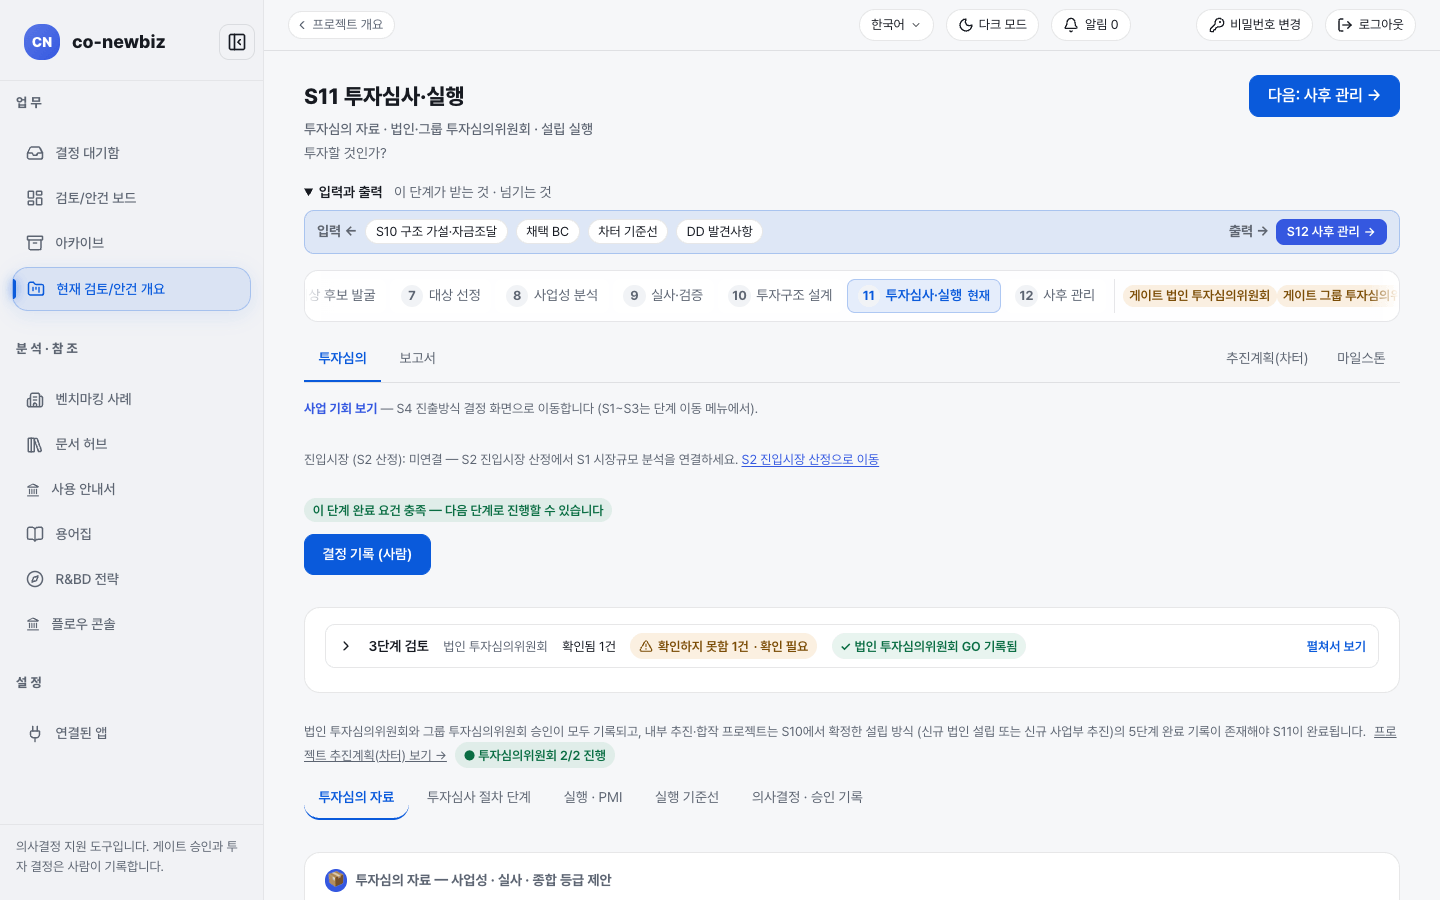 CN co-newbiz
업무
결정 대기함
검토/안건 보드
아카이브
현재 검토/안건 개요
분석·참조
벤치마킹 사례
문서 허브
사용 안내서
용어집
R&BD 전략
플로우 콘솔
설정
연결된 앱
의사결정 지원 도구입니다. 게이트 승인과 투
자 결정은 사람이 기록합니다.
프로젝트 개요
한국어
다크 모드
알림 0
비밀번호 변경
로그아웃
S11 투자심사·실행
다음: 사후 관리 →
투자심의 자료 · 법인·그룹 투자심의위원회 · 설립 실행
투자할 것인가?
▼ 입력과 출력 이 단계가 받는 것 · 넘기는 것
입력 ← S10 구조 가설·자금조달 채택 BC 차터 기준선 DD 발견사항 출력 → S12 사후 관리 →
상 후보 발굴 7 대상 선정 8 사업성 분석 9 실사·검증 10 투자구조 설계 11 투자심사·실행 현재 12 사후 관리 게이트 법인 투자심의위원회 게이트 그룹 투자심의
투자심의 보고서 추진계획(차터) 마일스톤
사업 기회 보기 — S4 진출방식 결정 화면으로 이동합니다 (S1~S3는 단계 이동 메뉴에서).
진입시장 (S2 산정): 미연결 — S2 진입시장 산정에서 S1 시장규모 분석을 연결하세요. S2 진입시장 산정으로 이동
이 단계 완료 요건 충족 — 다음 단계로 진행할 수 있습니다
결정 기록 (사람)
3단계 검토 법인 투자심의위원회 확인됨 1건 확인하지 못함 1건 · 확인 필요 ✓ 법인 투자심의위원회 GO 기록됨 펼쳐서 보기
법인 투자심의위원회와 그룹 투자심의위원회 승인이 모두 기록되고, 내부 추진·합작 프로젝트는 S10에서 확정한 설립 방식 (신규 법인 설립 또는 신규 사업부 추진)의 5단계 완료 기록이 존재해야 S11이 완료됩니다. 프로
젝트 추진계획(차터) 보기 → ● 투자심의위원회 2/2 진행
투자심의 자료 투자심사 절차 단계 실행 · PMI 실행 기준선 의사결정 · 승인 기록
투자심의 자료 — 사업성 · 실사 · 종합 등급 제안